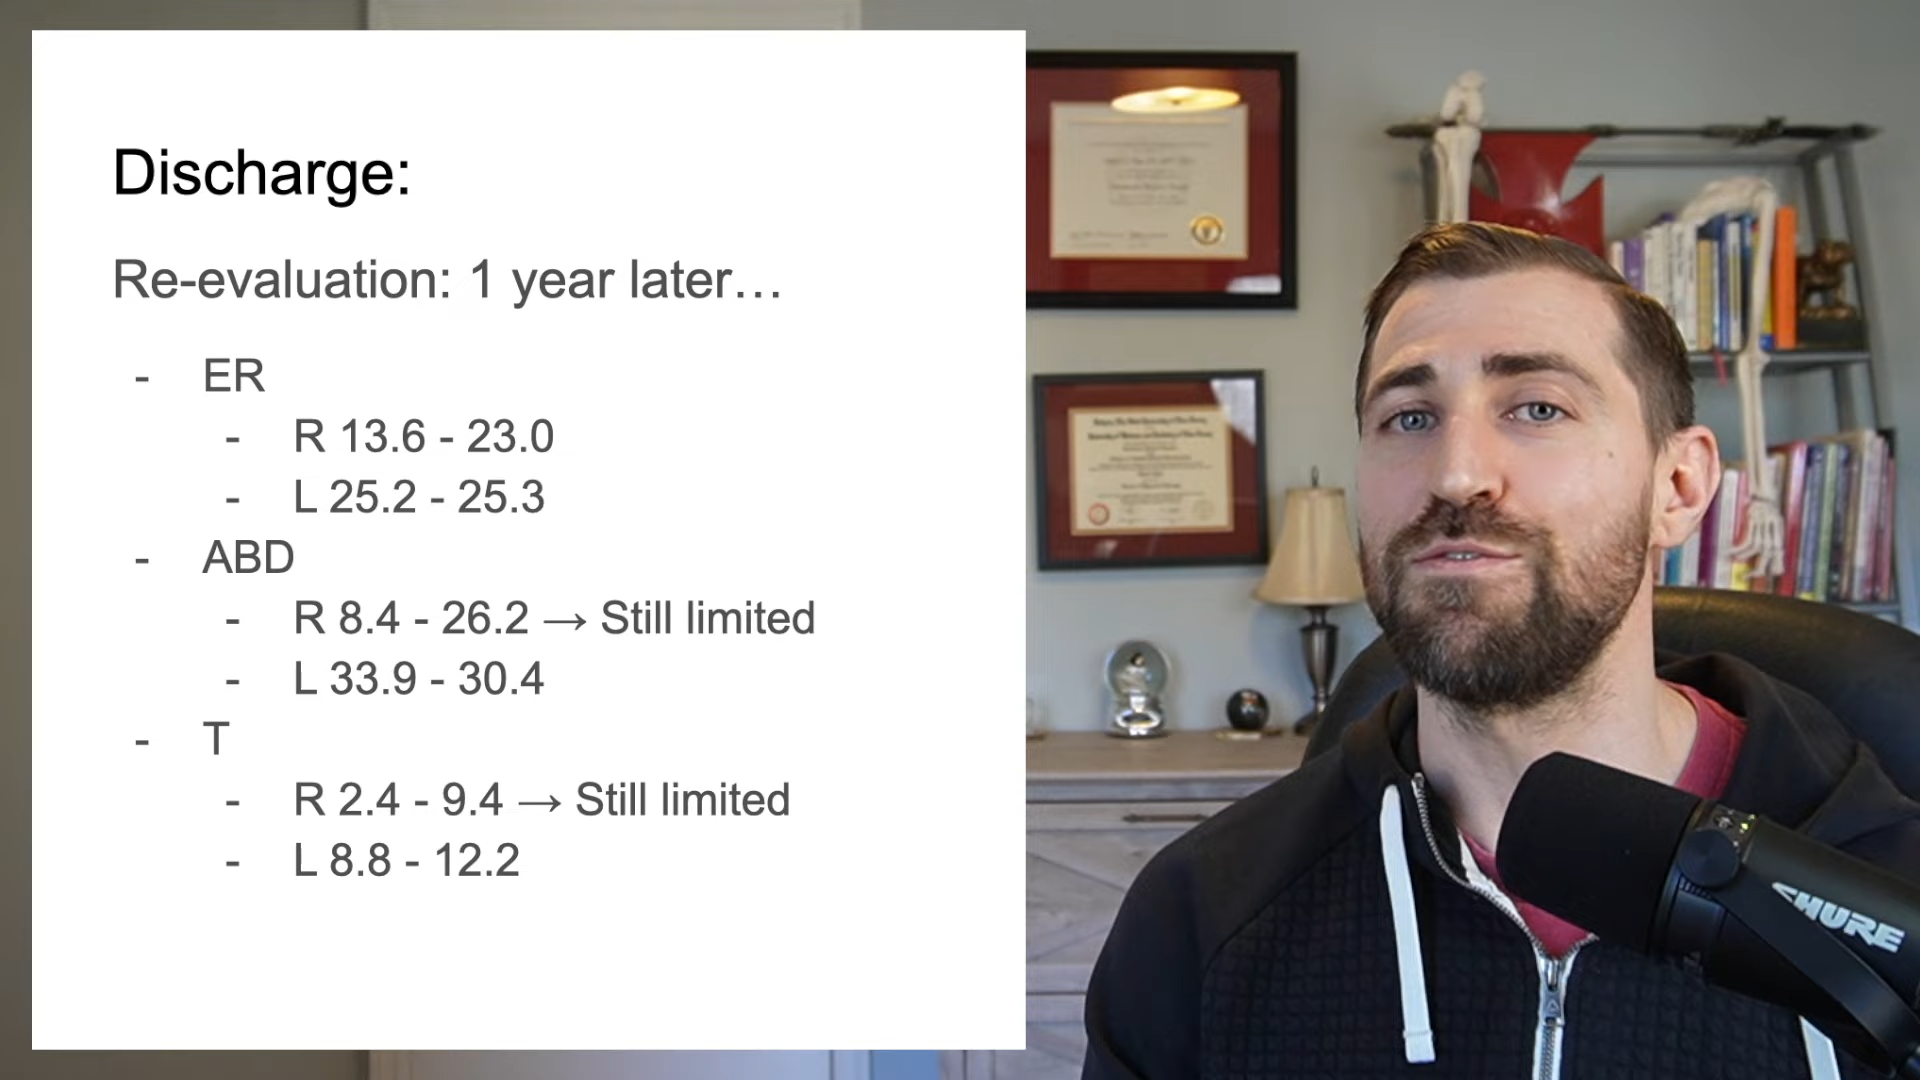 Discharge:
Re-evaluation: 1 year later…
- ER
- R 13.6 - 23.0
- L 25.2 - 25.3
- ABD
- R 8.4 - 26.2 → Still limited
- L 33.9 - 30.4
- T
- R 2.4 - 9.4 → Still limited
- L 8.8 - 12.2
SHURE